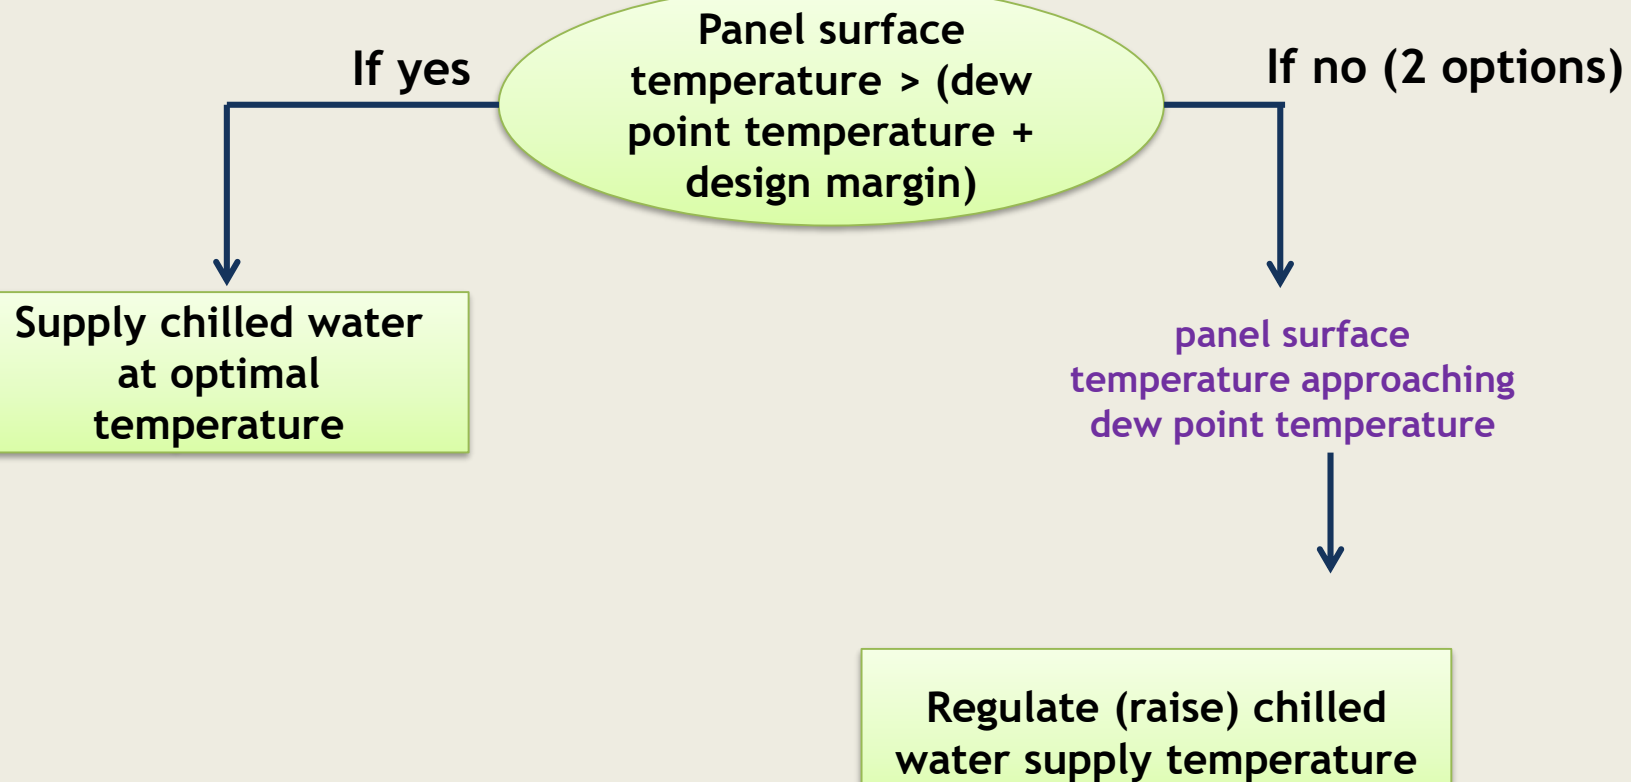 Panel surface
temperature > (dew
point temperature +
design margin)
If yes
If no (2 options)
Supply chilled water
at optimal
temperature
panel surface
temperature approaching
dew point temperature
Regulate (raise) chilled
water supply temperature